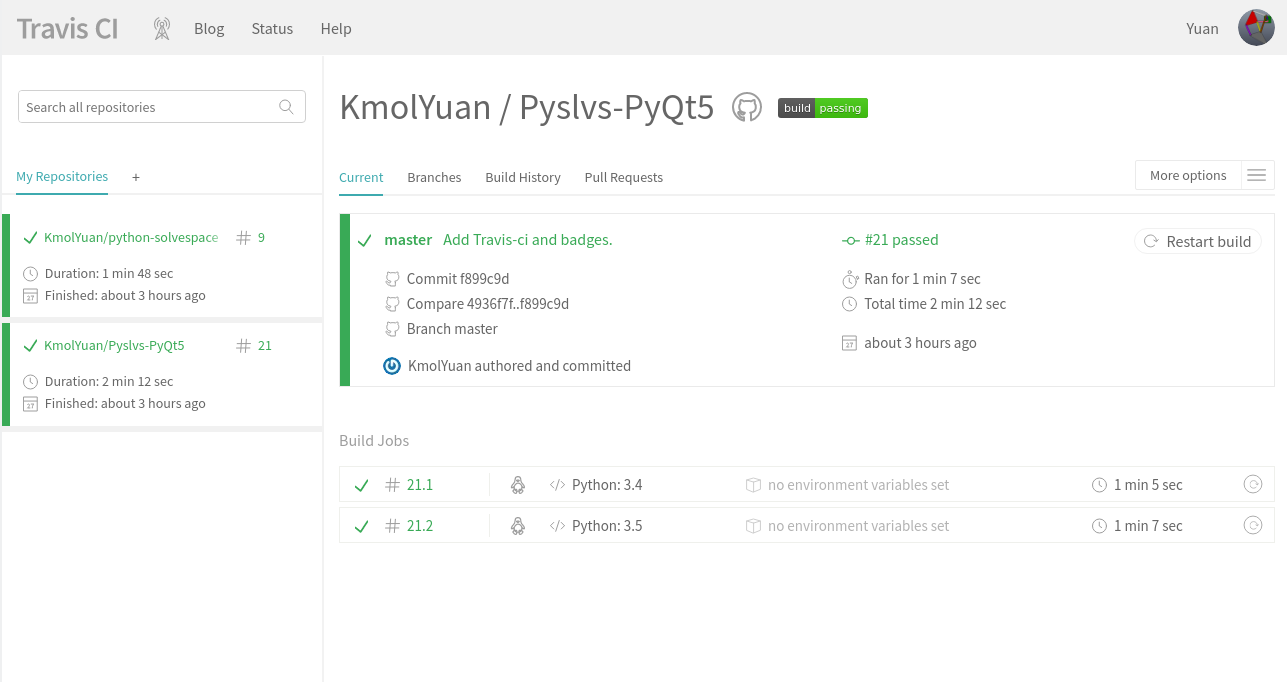 Travis CI
Blog
Status
Help
Yuan
Search all repositories
My Repositories
+
KmolYuan/python-solvespace
9
Duration: 1 min 48 sec
27
Finished: about 3 hours ago
KmolYuan/Pyslvs-PyQt5
21
Duration: 2 min 12 sec
27
Finished: about 3 hours ago
KmolYuan / Pyslvs-PyQt5
build passing
Current
Branches
Build History
Pull Requests
More options
master Add Travis-ci and badges.
Commit f899c9d
Compare 4936f7f..f899c9d
Branch master
KmolYuan authored and committed
#21 passed
Ran for 1 min 7 sec
Total time 2 min 12 sec
27
about 3 hours ago
Restart build
Build Jobs
# 21.1 </> Python: 3.4 no environment variables set 1 min 5 sec
# 21.2 </> Python: 3.5 no environment variables set 1 min 7 sec